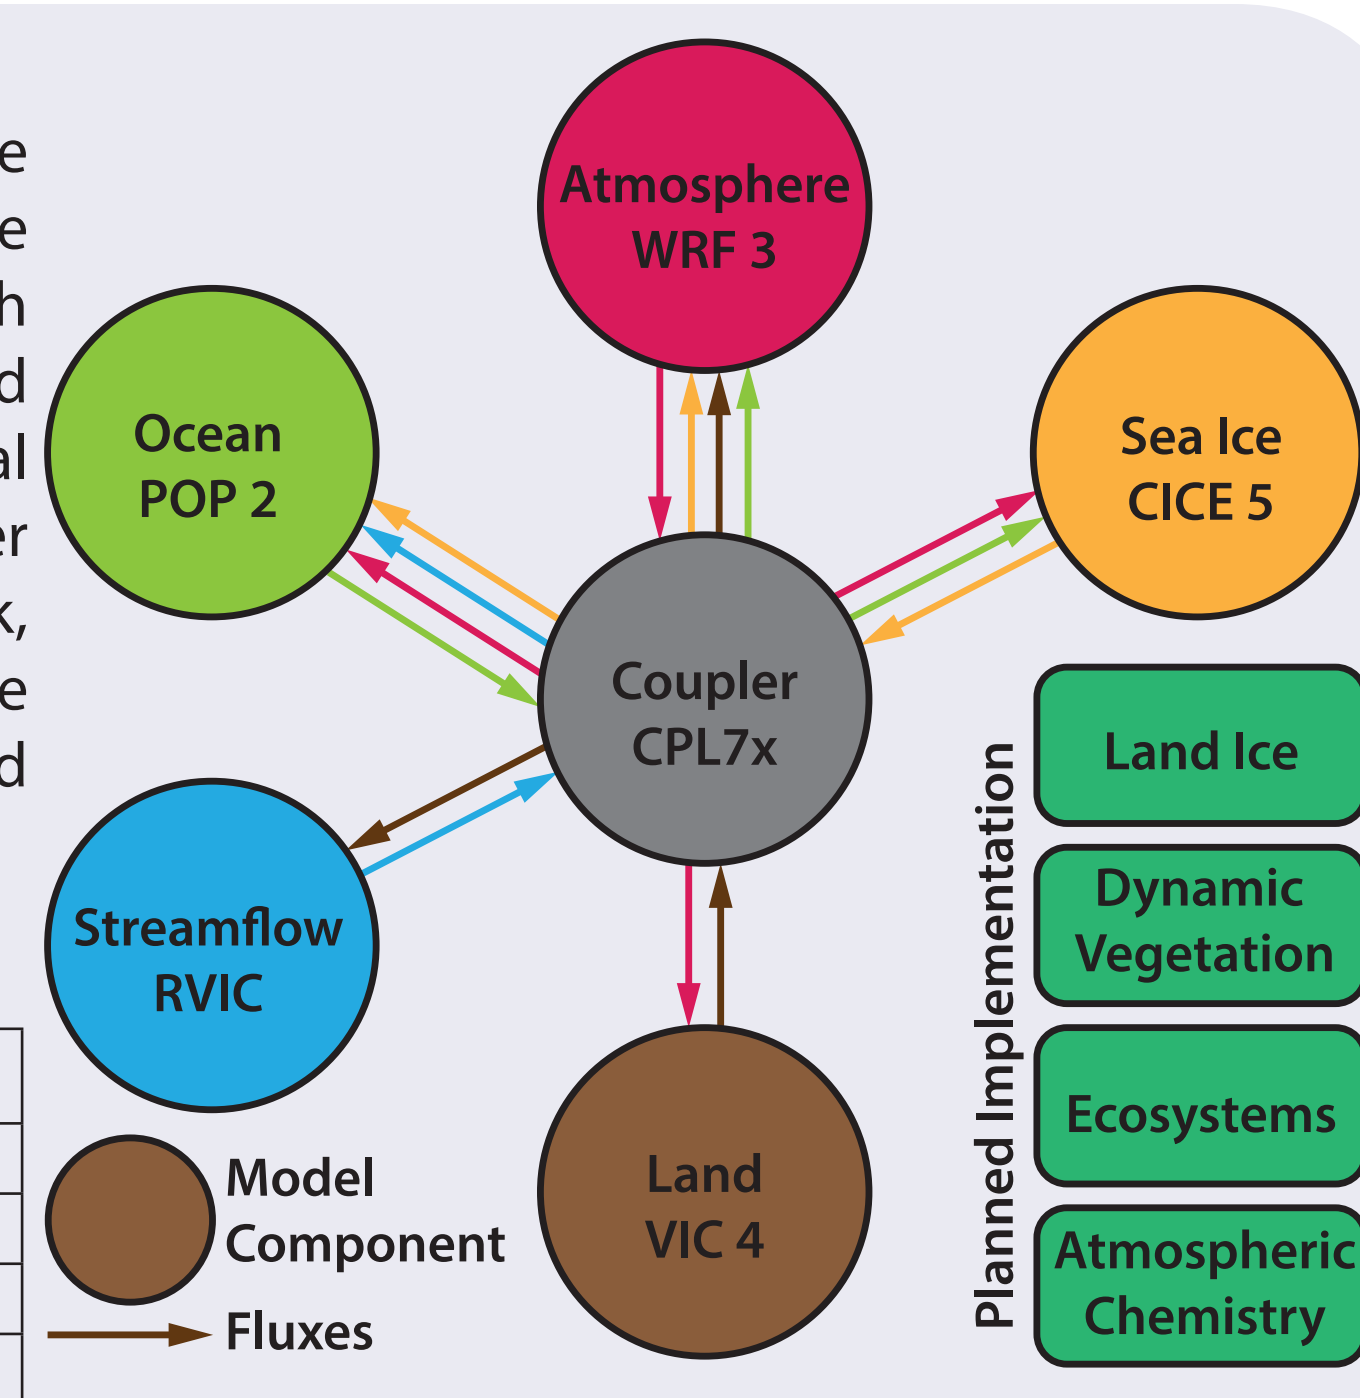 Atmosphere
WRF 3
Ocean
POP 2
Sea Ice
CICE 5
Coupler
CPL7x
Streamflow
RVIC
Land
VIC 4
Model
Component
Fluxes
Planned Implementation
Land Ice
Dynamic
Vegetation
Ecosystems
Atmospheric
Chemistry